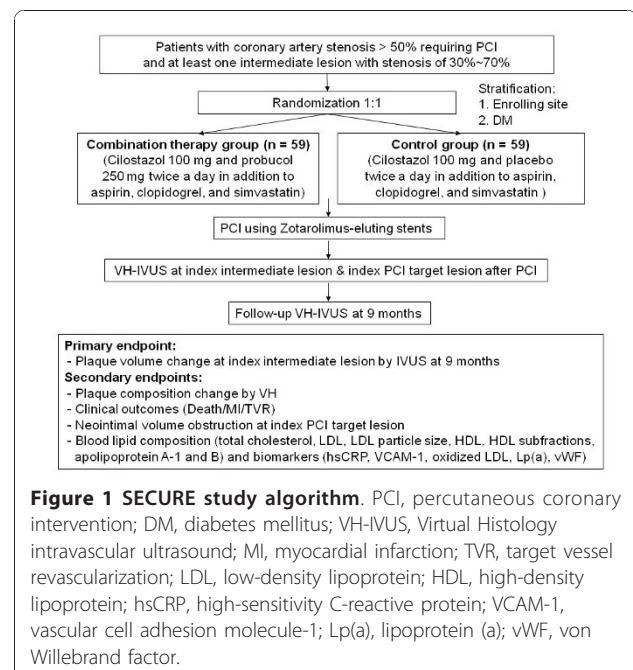 Patients with coronary artery stenosis > 50% requiring PCI
and at least one intermediate lesion with stenosis of 30%~70%
Randomization 1:1
Stratification:
1. Enrolling site
2. DM
Combination therapy group (n = 59)
(Cilostazol 100 mg and probucol
250 mg twice a day in addition to
aspirin, clopidogrel, and simvastatin)
Control group (n = 59)
(Cilostazol 100 mg and placebo
twice a day in addition to aspirin,
clopidogrel, and simvastatin )
PCI using Zotarolimus-eluting stents
VH-IVUS at index intermediate lesion & index PCI target lesion after PCI
Follow-up VH-IVUS at 9 months
Primary endpoint:
- Plaque volume change at index intermediate lesion by IVUS at 9 months
Secondary endpoints:
- Plaque composition change by VH
- Clinical outcomes (Death/MI/TVR)
- Neointimal volume obstruction at index PCI target lesion
- Blood lipid composition (total cholesterol, LDL, LDL particle size, HDL, HDL subfractions,
apolipoprotein A-1 and B) and biomarkers (hsCRP, VCAM-1, oxidized LDL, Lp(a), vWF)
Figure 1 SECURE study algorithm. PCI, percutaneous coronary
intervention; DM, diabetes mellitus; VH-IVUS, Virtual Histology
intravascular ultrasound; MI, myocardial infarction; TVR, target vessel
revascularization; LDL, low-density lipoprotein; HDL, high-density
lipoprotein; hsCRP, high-sensitivity C-reactive protein; VCAM-1,
vascular cell adhesion molecule-1; Lp(a), lipoprotein (a); vWF, von
Willebrand factor.